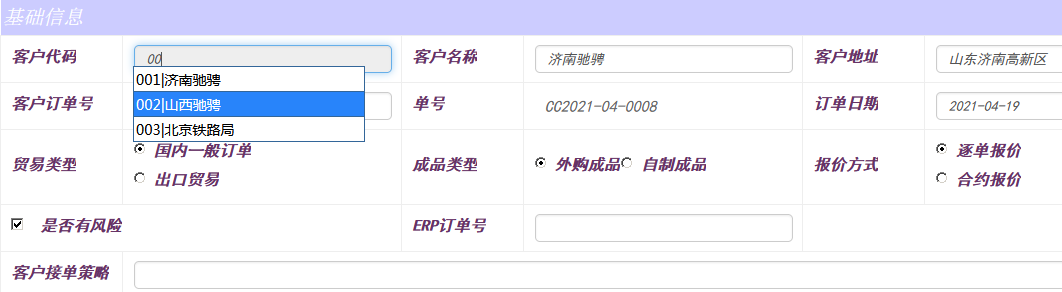 基础信息
客户代码 00 客户名称 济南驰骋 客户地址 山东济南高新区
001|济南驰骋
002|山西驰骋
003|北京铁路局
客户订单号 单号 CC2021-04-0008 订单日期 2021-04-19
贸易类型 国内一般订单 成品类型 外购成品 自制成品 报价方式 逐单报价
出口贸易 合约报价
是否有风险 ERP订单号
客户接单策略